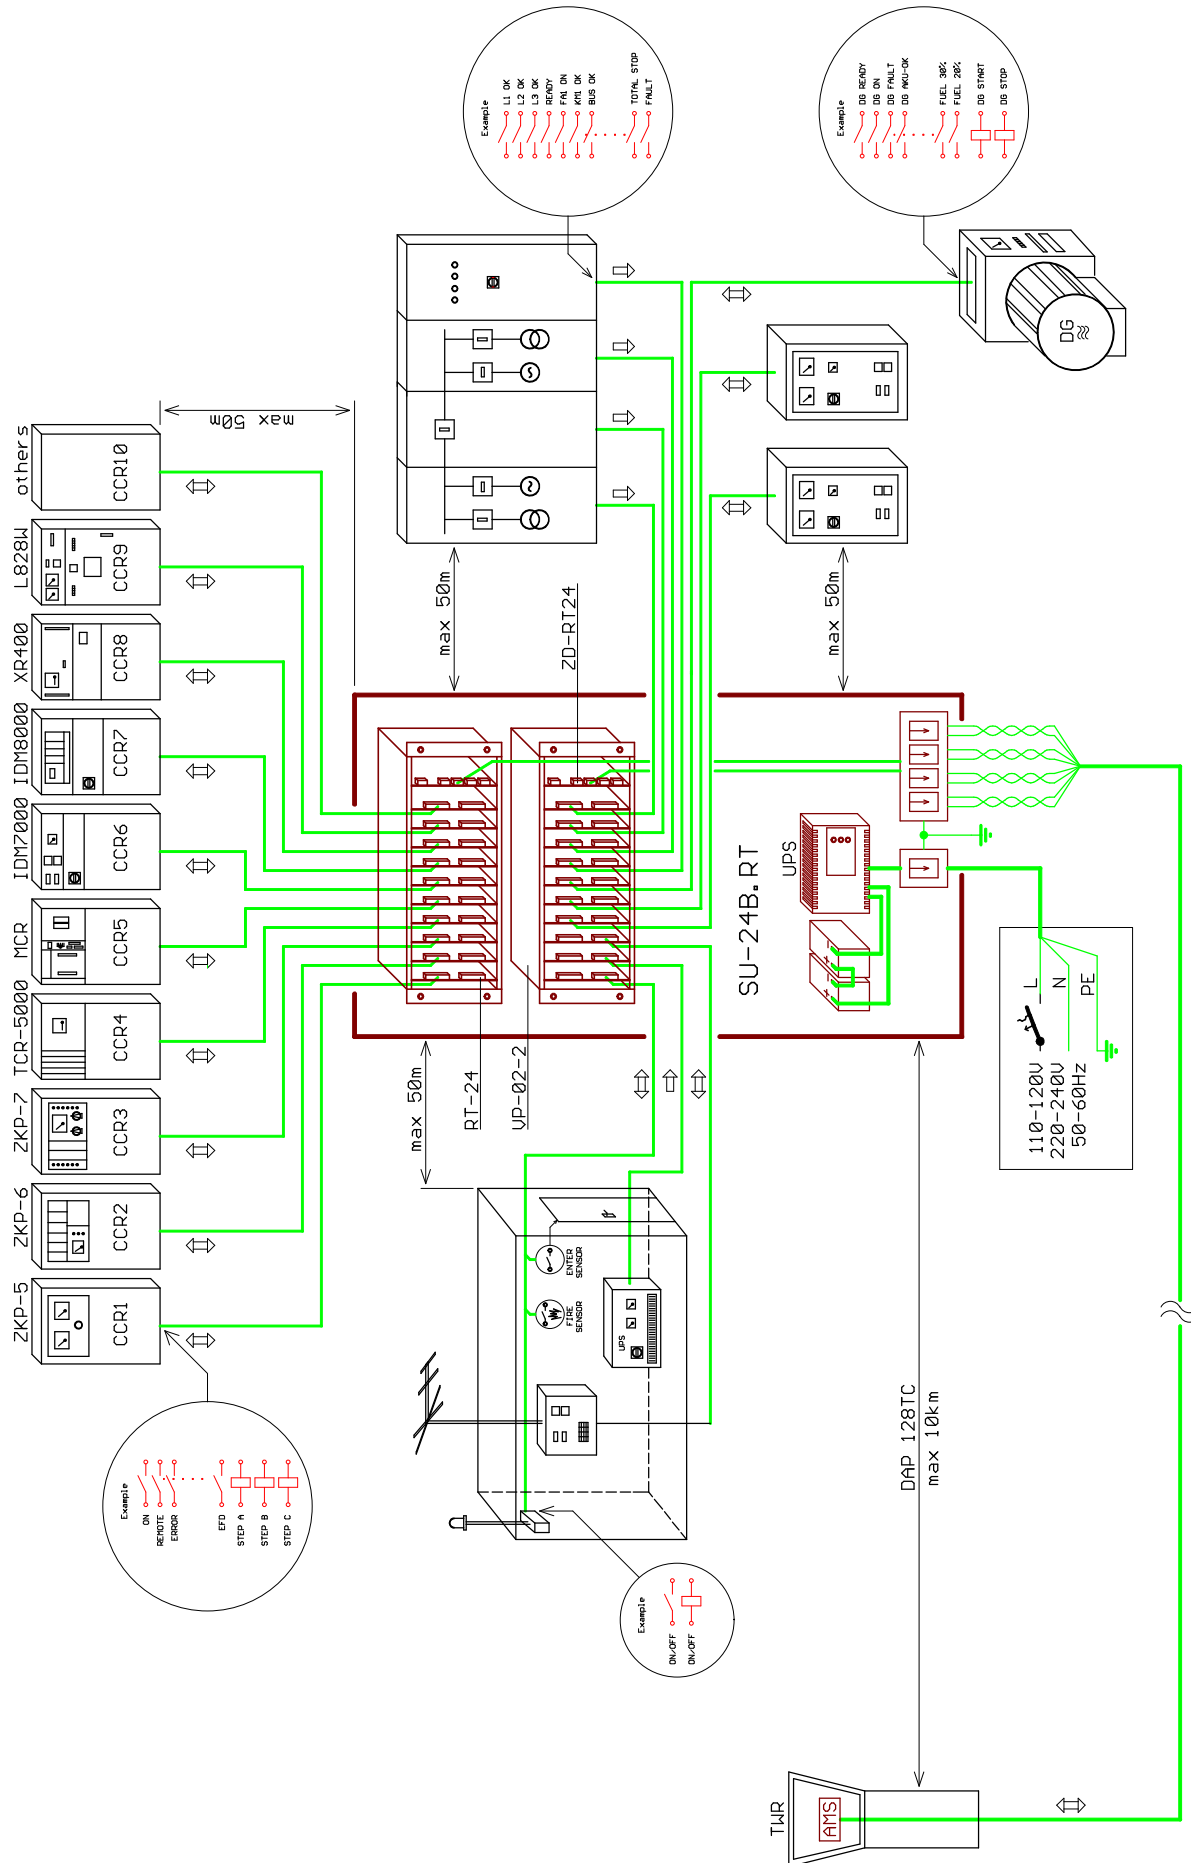 ZKP-5
ZKP-6
ZKP-7
TCR-5000
MCR
IDM7000
IDM8000
XR400
L828W
others
CCR1
CCR2
CCR3
CCR4
CCR5
CCR6
CCR7
CCR8
CCR9
CCR10
max 50m
Example
ON
REMOTE
ERROR
EFD
STEP A
STEP B
STEP C
Example
L1 OK
L2 OK
L3 OK
READY
FA1 ON
KM1 OK
BUS OK
TOTAL STOP
FAULT
Example
DG READY
DG ON
DG FAULT
DG AKU-OK
FUEL 30%
FUEL 20%
DG START
DG STOP
DG
max 50m
max 50m
max 50m
RT-24
VP-02-2
ZD-RT24
SU-24B.RT
UPS
ENTER
SENSOR
FIRE
SENSOR
UPS
Example
ON/OFF
ON/OFF
L
N
PE
110-120V
220-240V
50-60Hz
DAP 128TC
max 10km
TWR
AMS